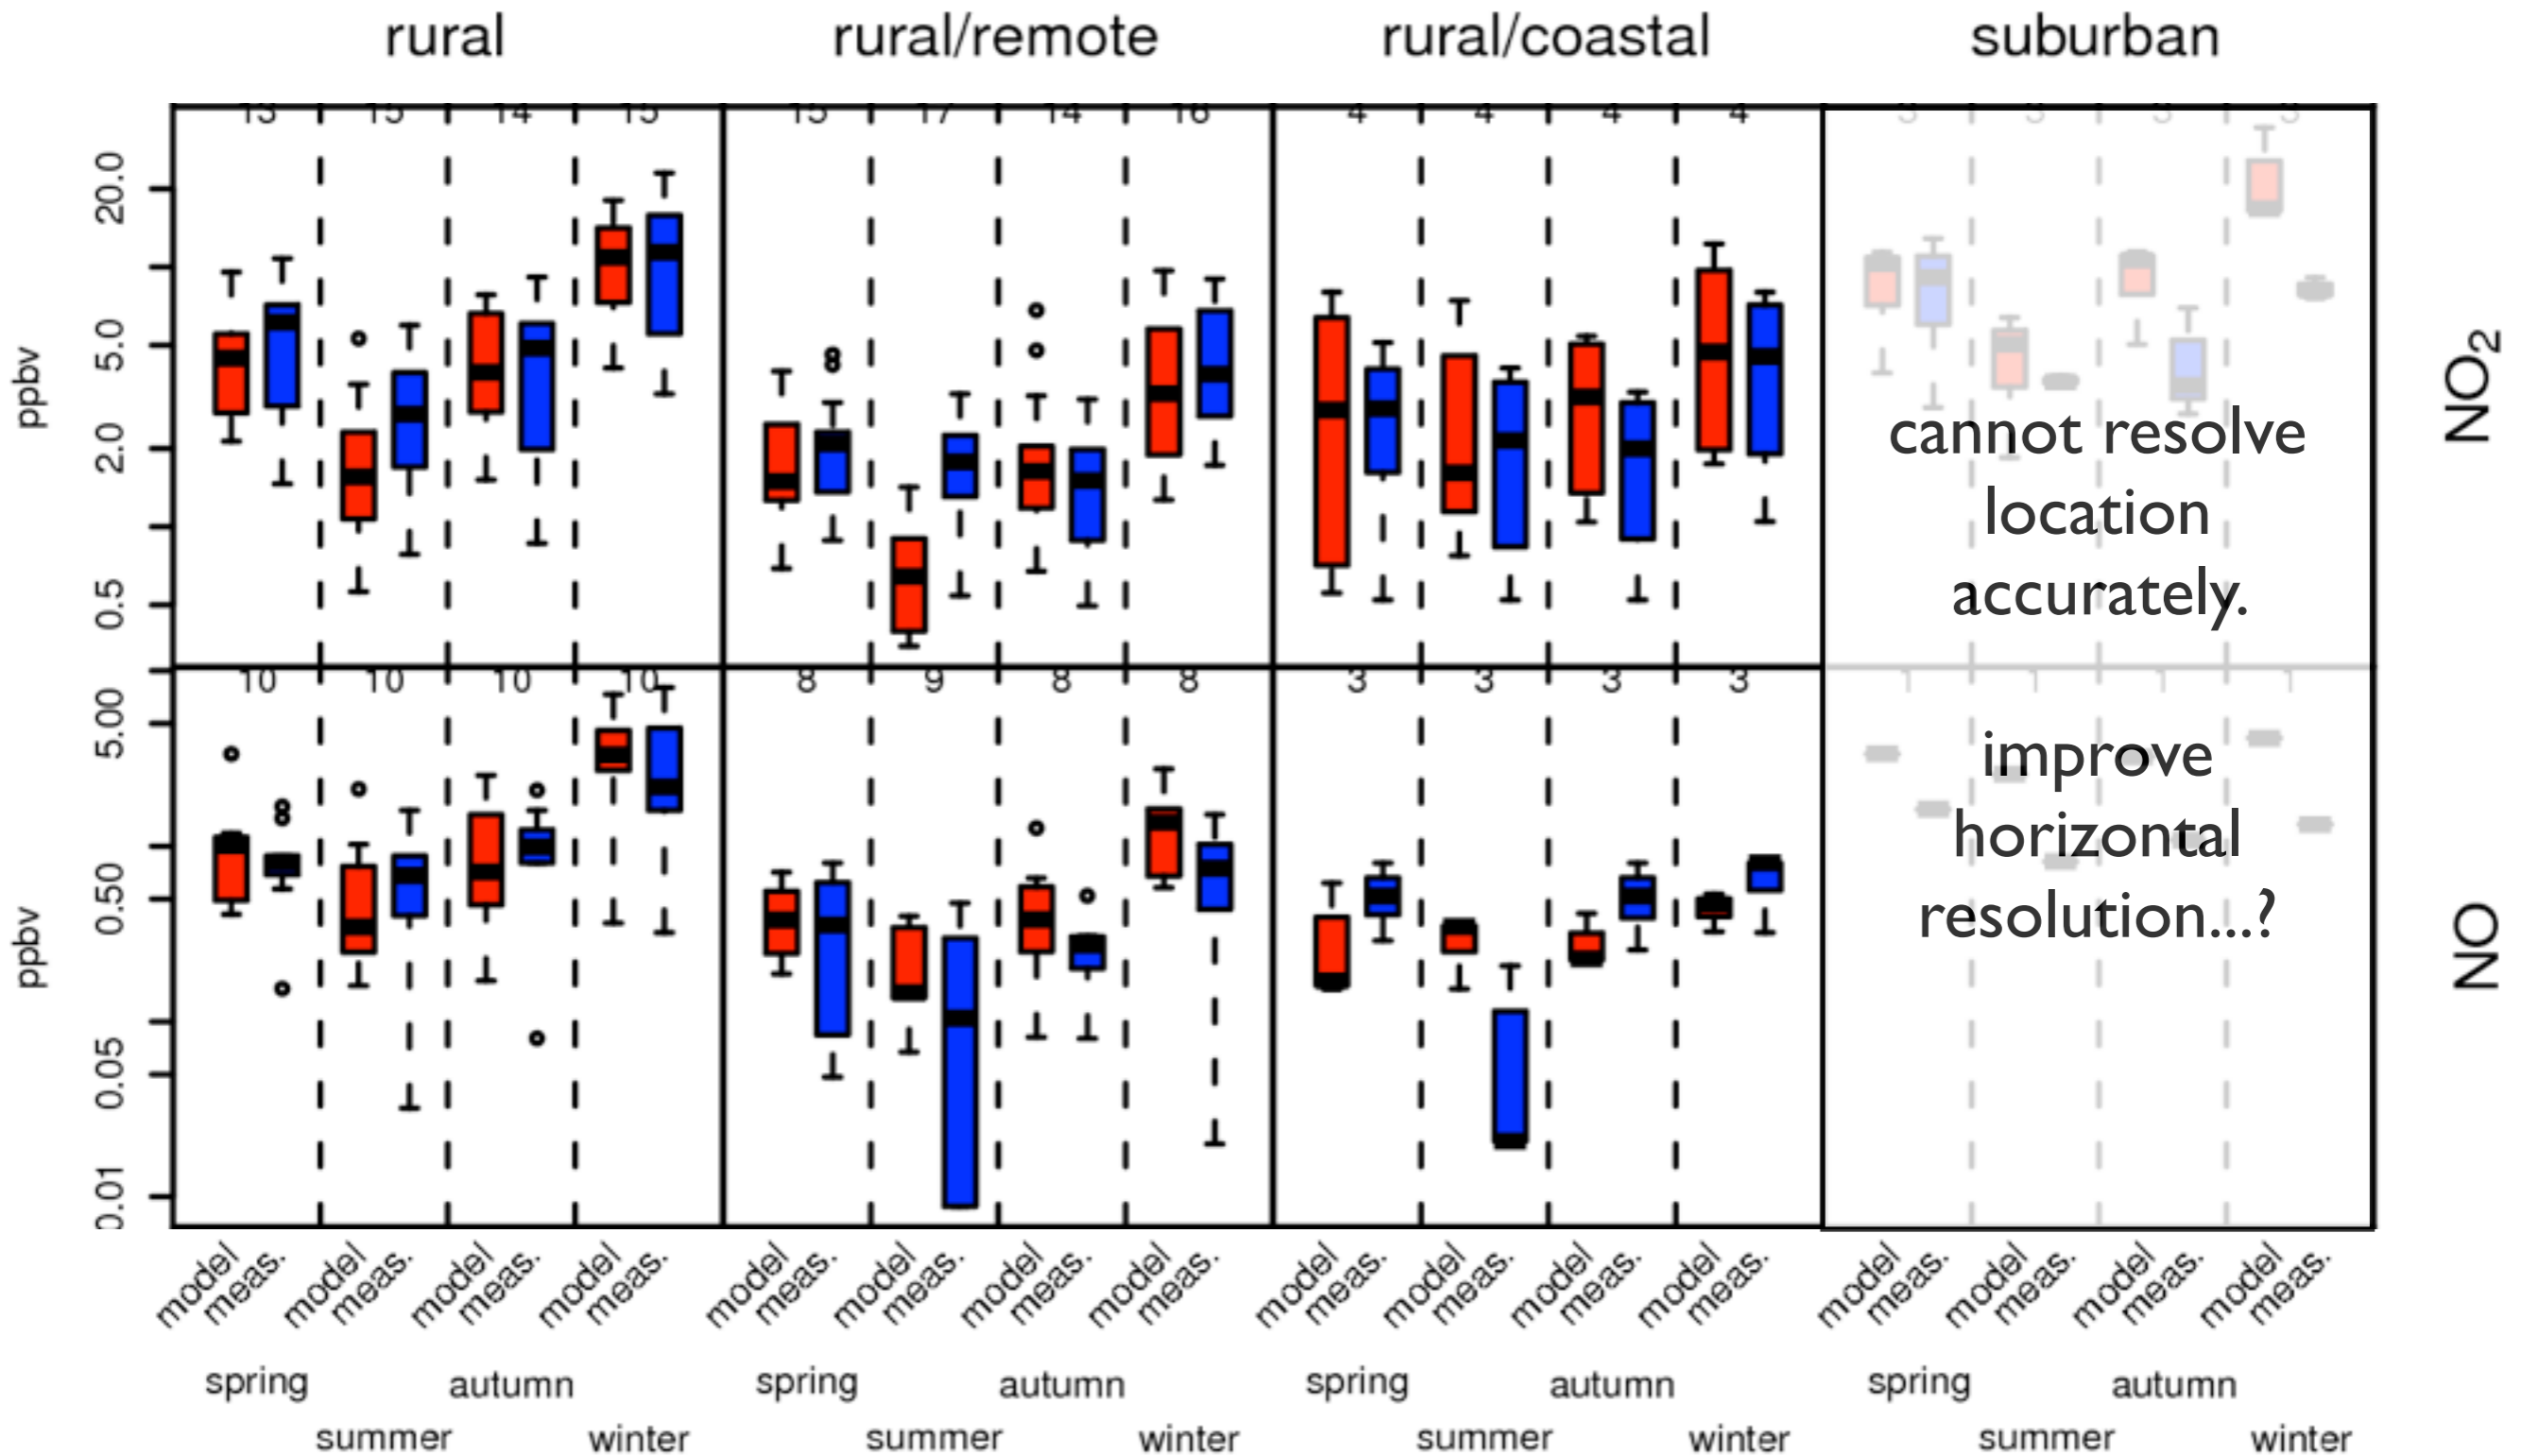 rural rural/remote rural/coastal suburban
13 15 14 15 15 17 14 16 4 4 4 4
20.0
5.0
2.0
0.5
ppbv
NO2
cannot resolve
location
accurately.
10 10 10 10 8 9 8 8 3 3 3 3 1 1 1 1
5.00
0.50
0.05
0.01
ppbv
NO
improve
horizontal
resolution...?
model meas. model meas. model meas. model meas. model meas. model meas. model meas. model meas. model meas. model meas. model meas. model meas. model meas. model meas. model meas. model meas.
spring autumn spring autumn spring autumn spring autumn
summer winter summer winter summer winter summer winter